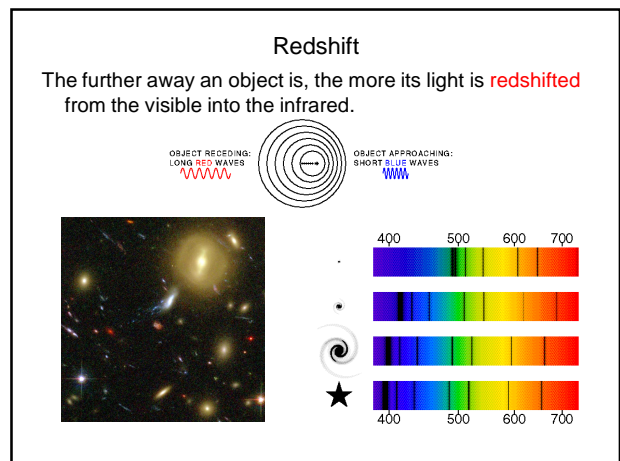 Redshift
The further away an object is, the more its light is redshifted
from the visible into the infrared.
OBJECT RECEDING:
LONG RED WAVES
OBJECT APPROACHING:
SHORT BLUE WAVES
400 500 600 700
400 500 600 700